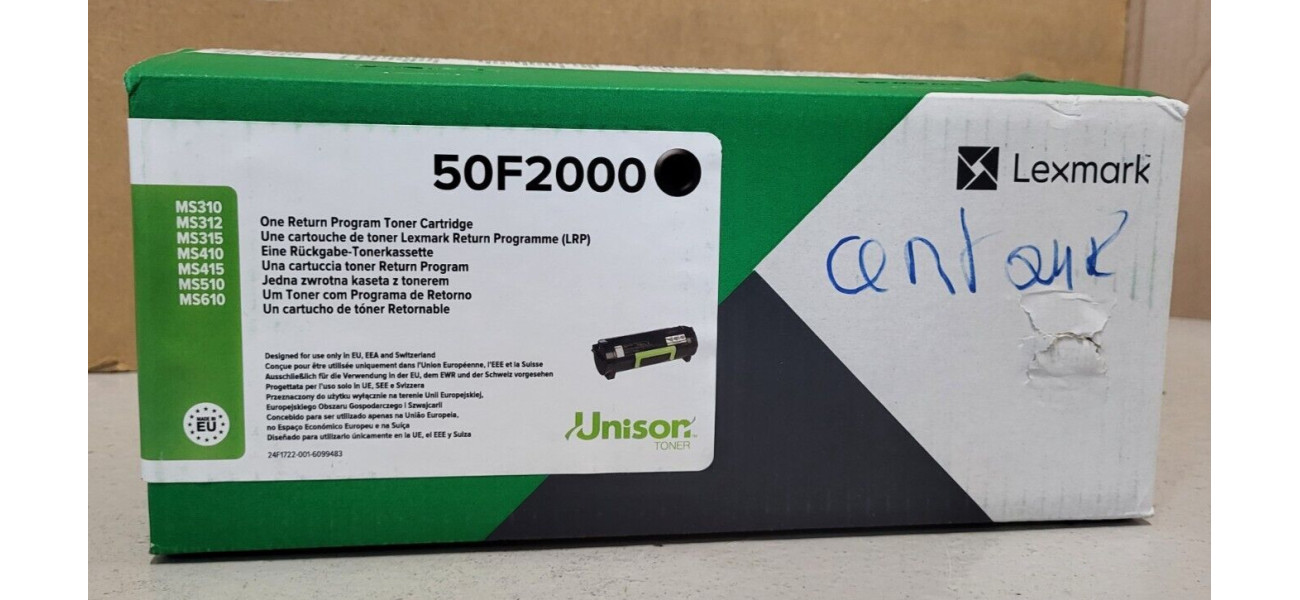 50F2000
Lexmark
MS310
MS312
MS315
MS410
MS415
MS510
MS610
One Return Program Toner Cartridge
Une cartouche de toner Lexmark Return Programme (LRP)
Eine Rückgabe-Tonerkassette
Una cartuccia toner Return Program
Jedna zwrotna kaseta z tonerem
Um Toner com Programa de Retorno
Un cartucho de tóner Retornable
Designed for use only in EU, EEA and Switzerland
Conçue pour être utilisée uniquement dans l'Union Européenne, l'EEE et la Suisse
Ausschließlich für die Verwendung in der EU, dem EWR und der Schweiz vorgesehen
Progettata per l'uso solo in UE, SEE e Svizzera
Przeznaczony do użytku wyłącznie na terenie Unii Europejskiej,
Europejskiego Obszaru Gospodarczego i Szwajcarii
Concebido para ser utilizado apenas na União Europeia,
no Espaço Económico Europeu e na Suíça
Diseñado para utilizarlo únicamente en la UE, el EEE y Suiza
24F1722-001-6099483
MADE IN
EU
Unison™
TONER